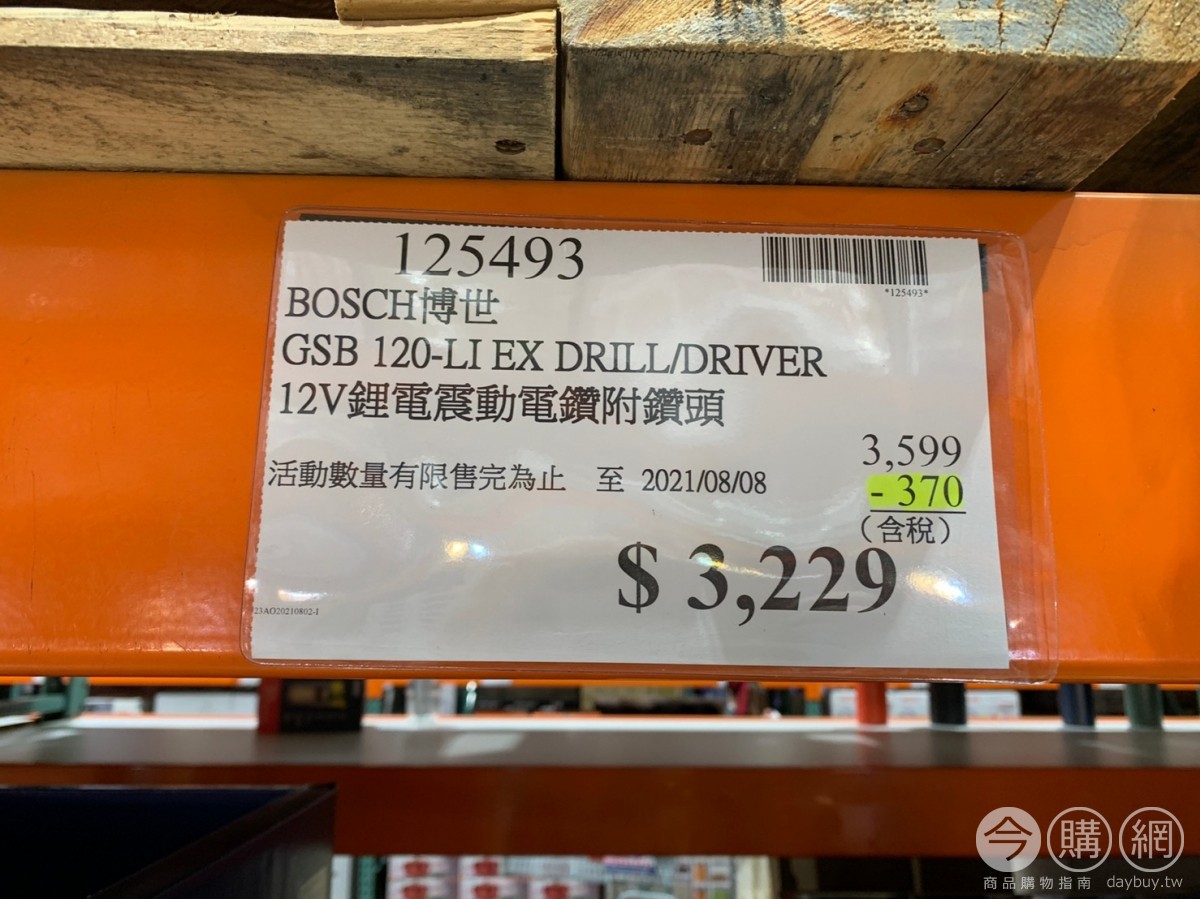 125493
*125493*
BOSCH博世
GSB 120-LI EX DRILL/DRIVER
12V鋰電震動電鑽附鑽頭
3,599
活動數量有限售完為止 至 2021/08/08
- 370
(含稅)
$ 3,229
23AO20210802-1
今購網
商品購物指南 daybuy.tw